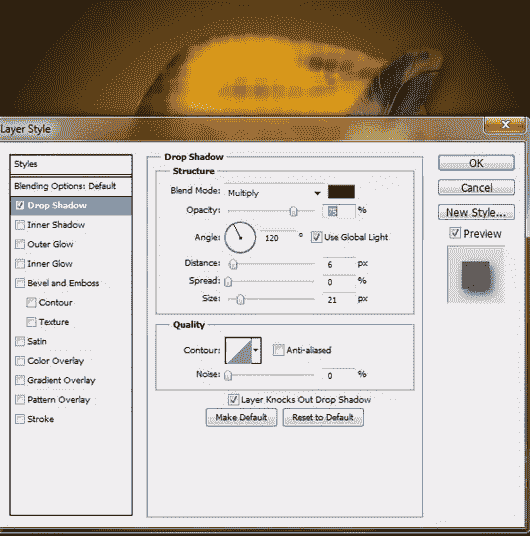 Layer Style
x
Styles
Blending Options: Default
Drop Shadow
Inner Shadow
Outer Glow
Inner Glow
Bevel and Emboss
Contour
Texture
Satin
Color Overlay
Gradient Overlay
Pattern Overlay
Stroke
Drop Shadow
Structure
Blend Mode: Multiply
Opacity: 75 %
Angle: 120 ° Use Global Light
Distance: 6 px
Spread: 0 %
Size: 21 px
Quality
Contour: Anti-aliased
Noise: 0 %
Layer Knocks Out Drop Shadow
Make Default Reset to Default
OK
Cancel
New Style...
Preview